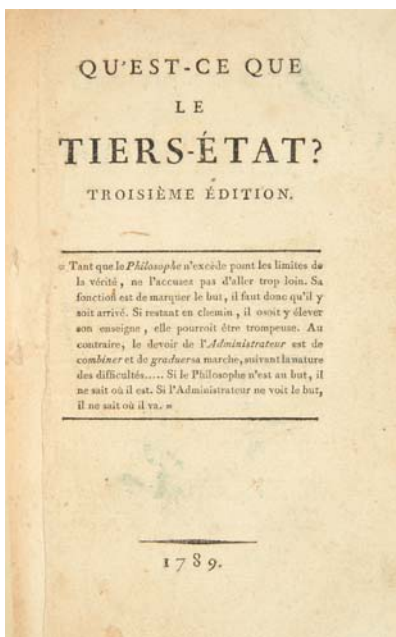 QU'EST-CE QUE
LE
TIERS-ÉTAT?
TROISIÈME ÉDITION.
« Tant que le Philosophe n'excède point les limites de
la vérité, ne l'accusez pas d'aller trop loin. Sa
fonction est de marquer le but, il faut donc qu'il y
soit arrivé. Si restant en chemin, il osoit y élever
son enseigne, elle pourroit être trompeuse. Au
contraire, le devoir de l'Administrateur est de
combiner et de graduer sa marche, suivant la nature
des difficultés..... Si le Philosophe n'est au but, il
ne sait où il est. Si l'Administrateur ne voit le but,
il ne sait où il va. »
1789.